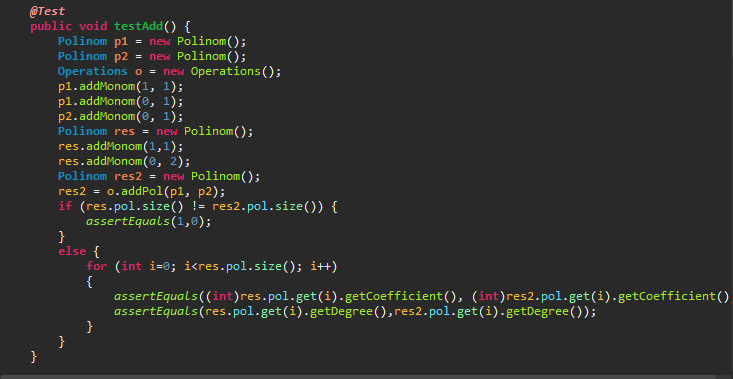 @Test
public void testAdd() {
    Polinom p1 = new Polinom();
    Polinom p2 = new Polinom();
    Operations o = new Operations();
    p1.addMonom(1, 1);
    p1.addMonom(0, 1);
    p2.addMonom(0, 1);
    Polinom res = new Polinom();
    res.addMonom(1,1);
    res.addMonom(0, 2);
    Polinom res2 = new Polinom();
    res2 = o.addPol(p1, p2);
    if (res.pol.size() != res2.pol.size()) {
        assertEquals(1,0);
    }
    else {
        for (int i=0; i<res.pol.size(); i++)
        {
            assertEquals((int)res.pol.get(i).getCoefficient(), (int)res2.pol.get(i).getCoefficient()
            assertEquals(res.pol.get(i).getDegree(),res2.pol.get(i).getDegree());
        }
    }
}